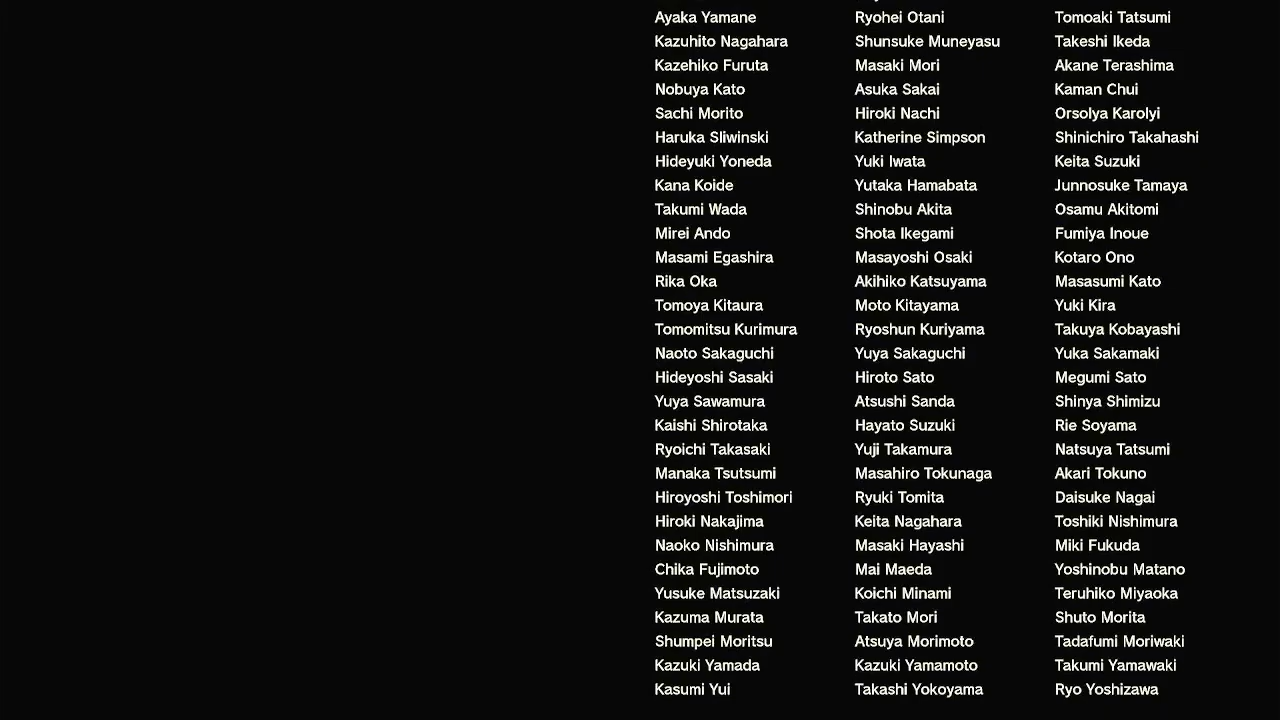 Ayaka Yamane Ryohei Otani Tomoaki Tatsumi
Kazuhito Nagahara Shunsuke Muneyasu Takeshi Ikeda
Kazehiko Furuta Masaki Mori Akane Terashima
Nobuya Kato Asuka Sakai Kaman Chui
Sachi Morito Hiroki Nachi Orsolya Karolyi
Haruka Sliwinski Katherine Simpson Shinichiro Takahashi
Hideyuki Yoneda Yuki Iwata Keita Suzuki
Kana Koide Yutaka Hamabata Junnosuke Tamaya
Takumi Wada Shinobu Akita Osamu Akitomi
Mirei Ando Shota Ikegami Fumiya Inoue
Masami Egashira Masayoshi Osaki Kotaro Ono
Rika Oka Akihiko Katsuyama Masasumi Kato
Tomoya Kitaura Moto Kitayama Yuki Kira
Tomomitsu Kurimura Ryoshun Kuriyama Takuya Kobayashi
Naoto Sakaguchi Yuya Sakaguchi Yuka Sakamaki
Hideyoshi Sasaki Hiroto Sato Megumi Sato
Yuya Sawamura Atsushi Sanda Shinya Shimizu
Kaishi Shirotaka Hayato Suzuki Rie Soyama
Ryoichi Takasaki Yuji Takamura Natsuya Tatsumi
Manaka Tsutsumi Masahiro Tokunaga Akari Tokuno
Hiroyoshi Toshimori Ryuki Tomita Daisuke Nagai
Hiroki Nakajima Keita Nagahara Toshiki Nishimura
Naoko Nishimura Masaki Hayashi Miki Fukuda
Chika Fujimoto Mai Maeda Yoshinobu Matano
Yusuke Matsuzaki Koichi Minami Teruhiko Miyaoka
Kazuma Murata Takato Mori Shuto Morita
Shumpei Moritsu Atsuya Morimoto Tadafumi Moriwaki
Kazuki Yamada Kazuki Yamamoto Takumi Yamawaki
Kasumi Yui Takashi Yokoyama Ryo Yoshizawa